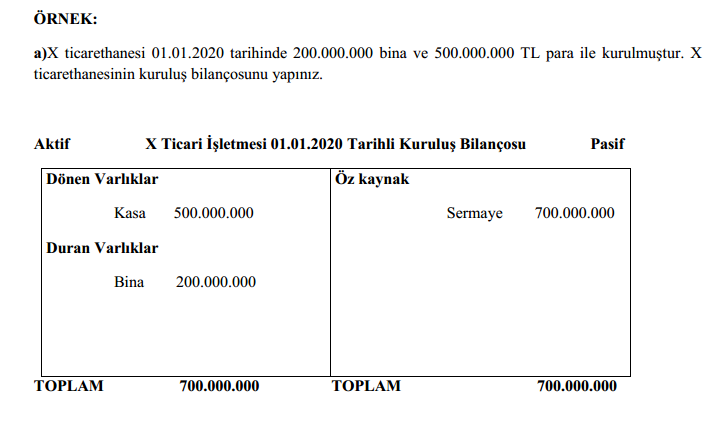 ÖRNEK:
a)X ticarethanesi 01.01.2020 tarihinde 200.000.000 bina ve 500.000.000 TL para ile kurulmuştur. X
ticarethanesinin kuruluş bilançosunu yapınız.
Aktif X Ticari İşletmesi 01.01.2020 Tarihli Kuruluş Bilançosu Pasif
Dönen Varlıklar Öz kaynak
Kasa 500.000.000 Sermaye 700.000.000
Duran Varlıklar
Bina 200.000.000
TOPLAM 700.000.000 TOPLAM 700.000.000